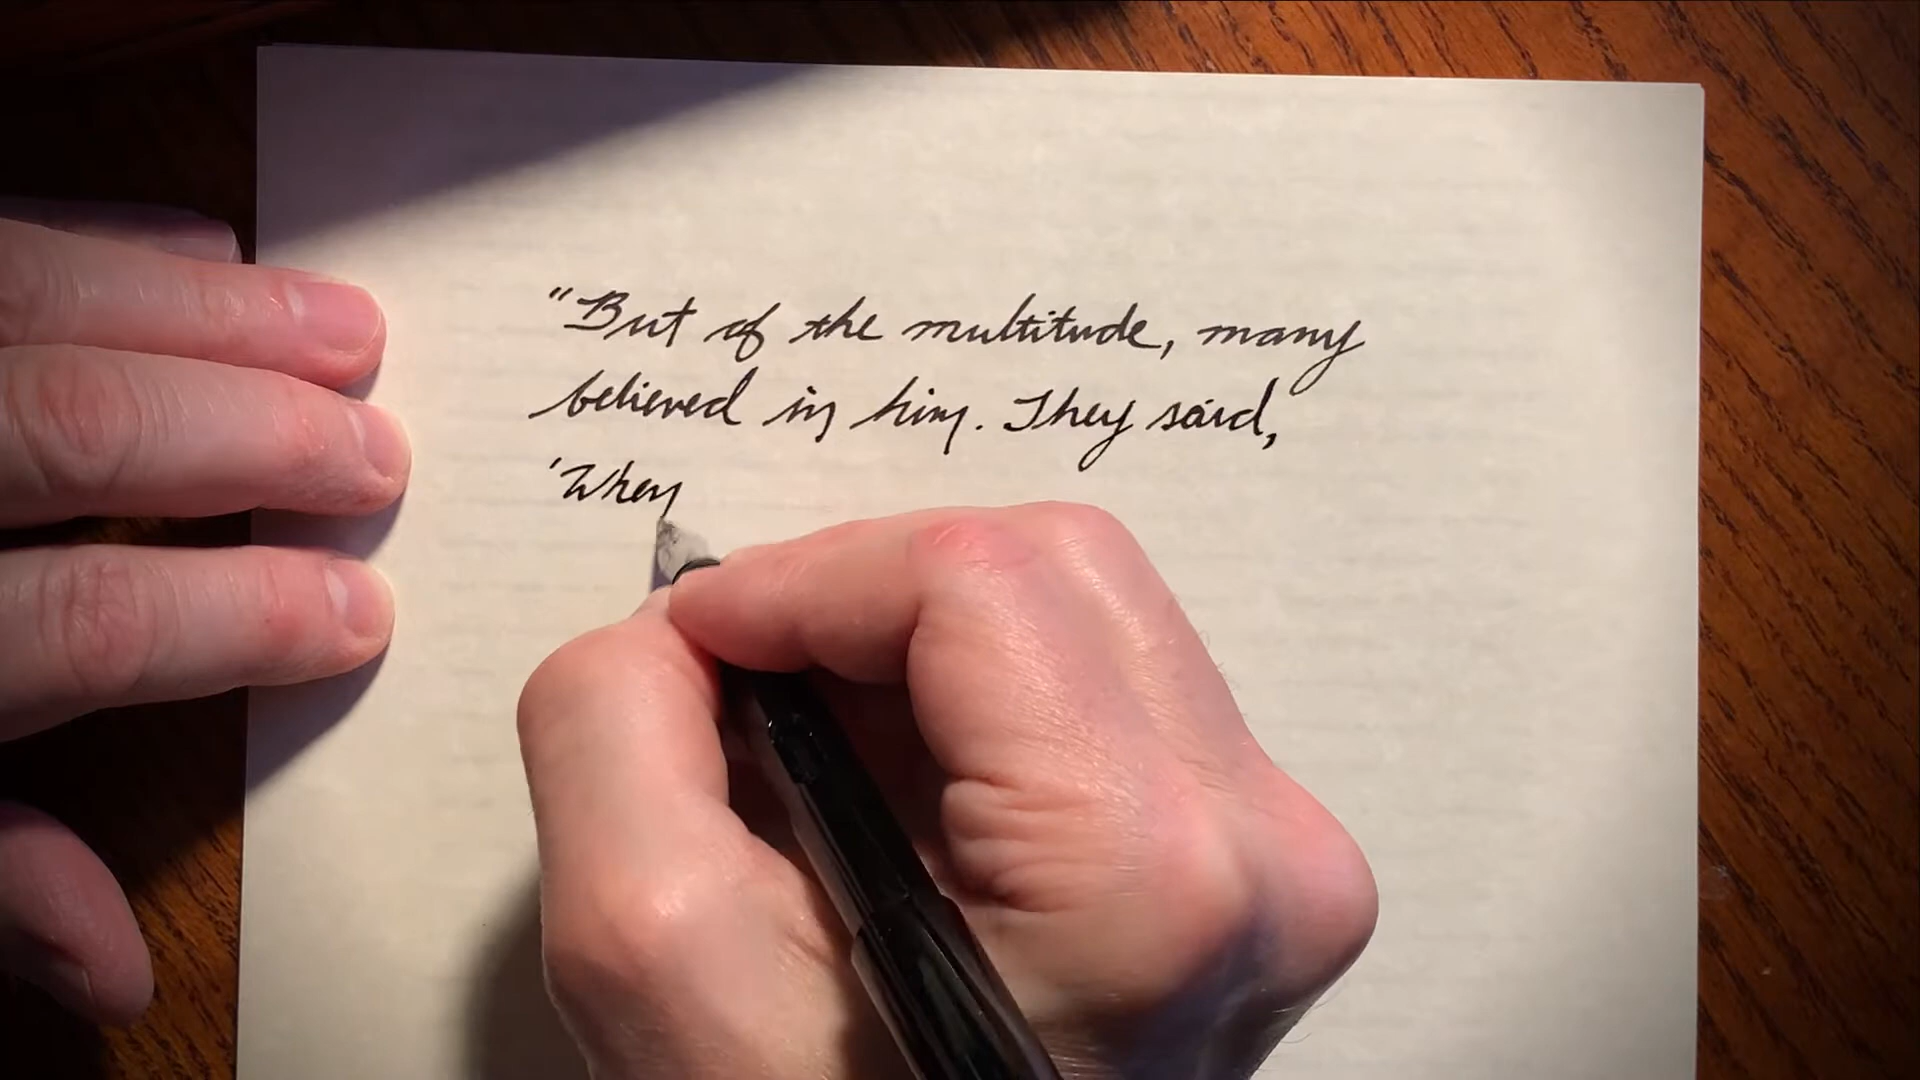 "But of the multitude, many
believed in him. They said,
'When